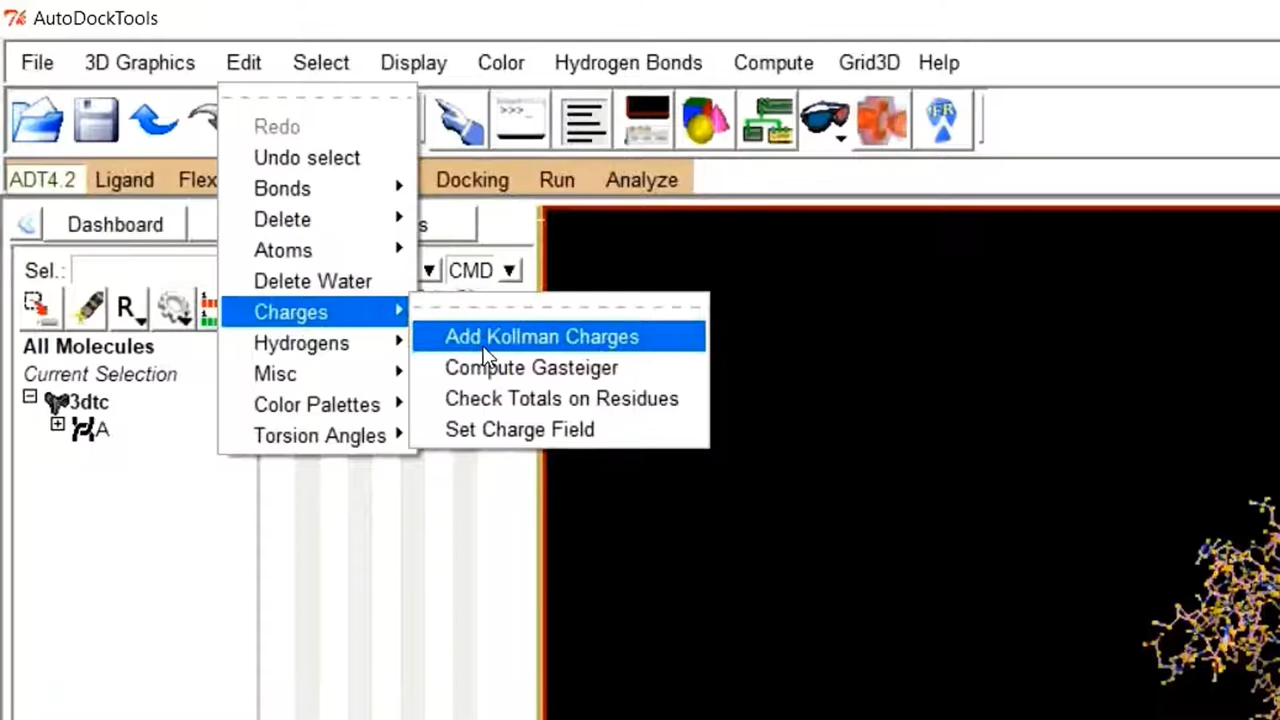 AutoDockTools
File 3D Graphics Edit Select Display Color Hydrogen Bonds Compute Grid3D Help
>>>_
FR
ADT4.2 Ligand Flex Docking Run Analyze
Redo
Undo select
Bonds
Delete
Atoms
Delete Water
Charges
Hydrogens
Misc
Color Palettes
Torsion Angles
Add Kollman Charges
Compute Gasteiger
Check Totals on Residues
Set Charge Field
Dashboard s
Sel.: CMD
R
All Molecules
Current Selection
3dtc
A